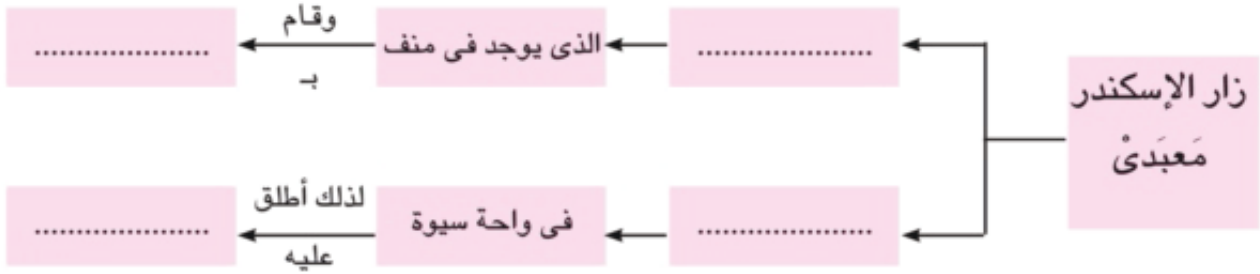 زار الإسكندر
مَعبَدىْ
....................
الذى يوجد فى منف
وقام
بـ
....................
....................
فى واحة سيوة
لذلك أطلق
عليه
....................